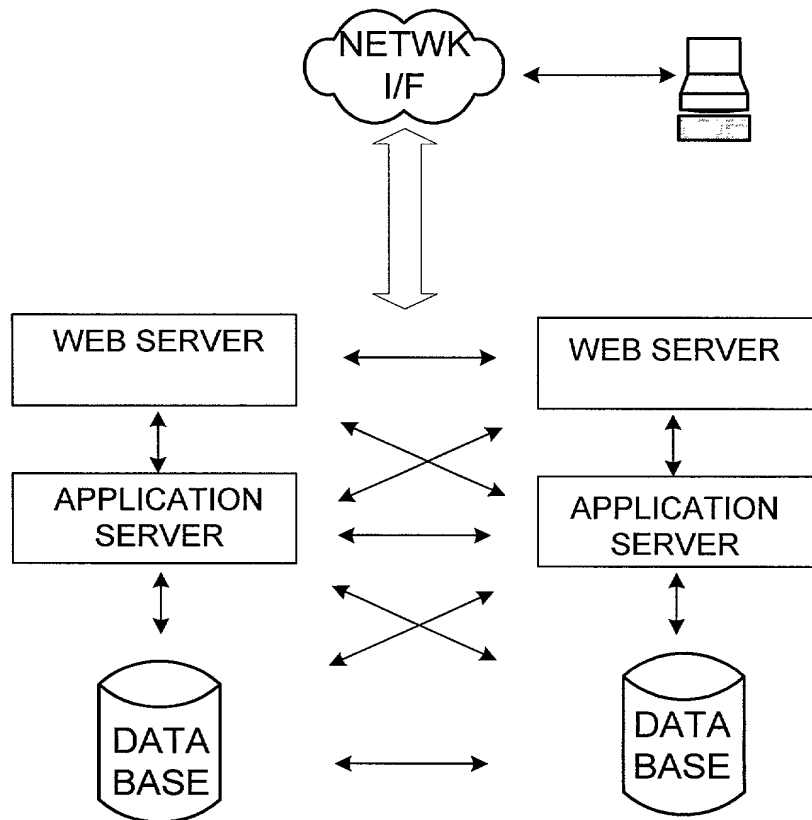 NETWK
I/F
WEB SERVER
WEB SERVER
APPLICATION
SERVER
APPLICATION
SERVER
DATA
BASE
DATA
BASE